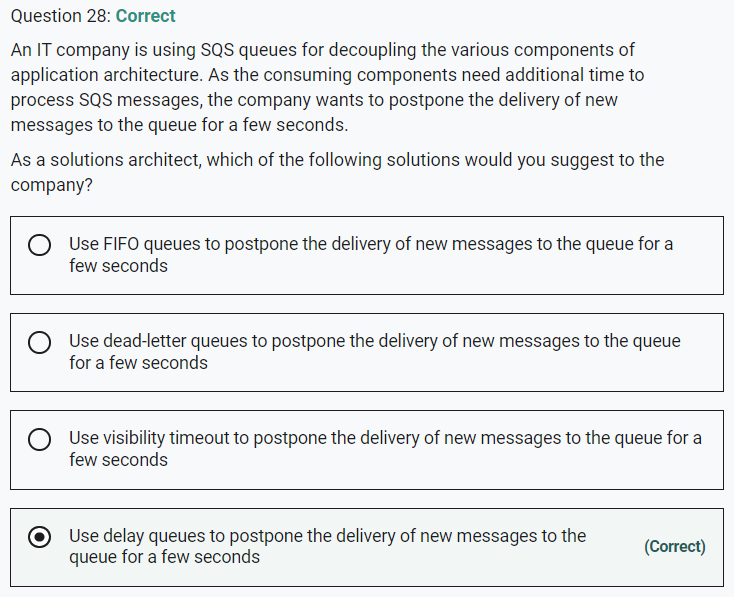 Question 28: Correct
An IT company is using SQS queues for decoupling the various components of
application architecture. As the consuming components need additional time to
process SQS messages, the company wants to postpone the delivery of new
messages to the queue for a few seconds.
As a solutions architect, which of the following solutions would you suggest to the
company?
Use FIFO queues to postpone the delivery of new messages to the queue for a
few seconds
Use dead-letter queues to postpone the delivery of new messages to the queue
for a few seconds
Use visibility timeout to postpone the delivery of new messages to the queue for a
few seconds
Use delay queues to postpone the delivery of new messages to the
queue for a few seconds
(Correct)